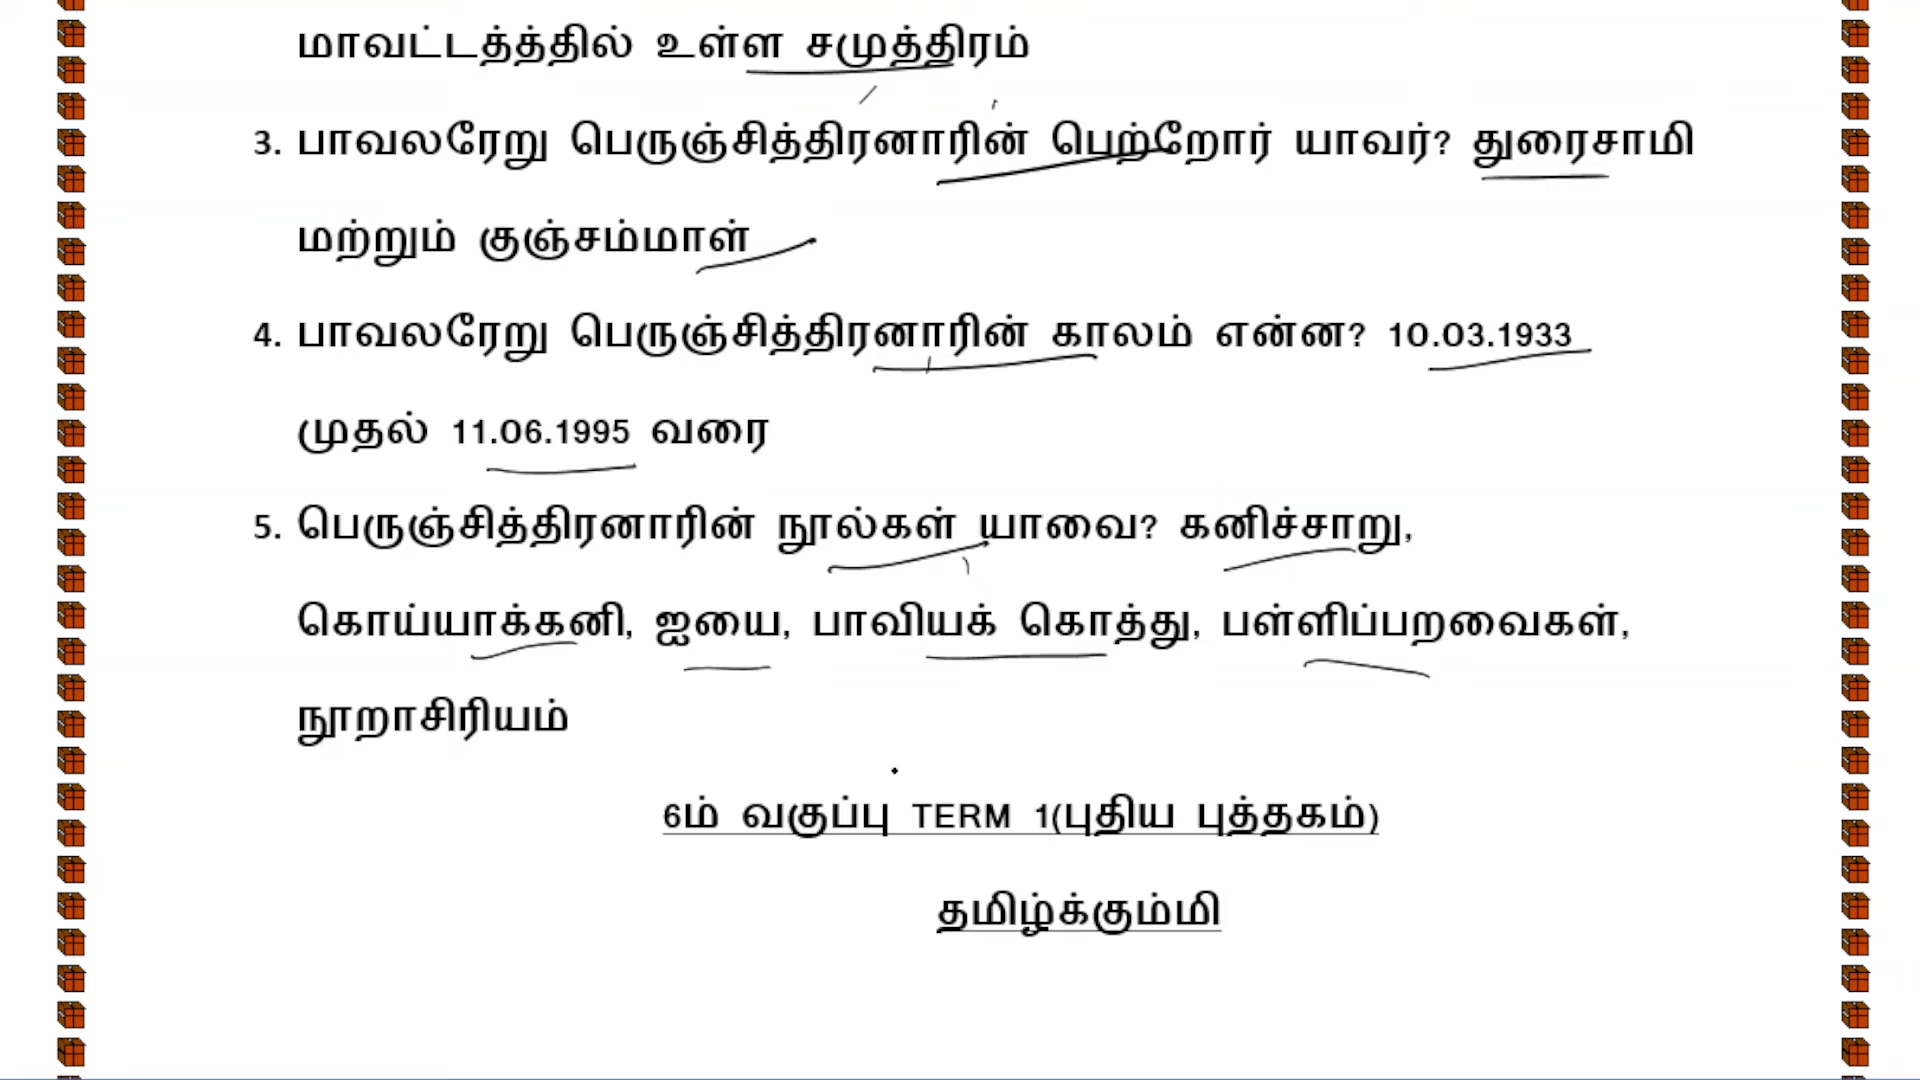 மாவட்டத்த்தில் உள்ள சமுத்திரம்
3. பாவலரேறு பெருஞ்சித்திரனாரின் பெற்றோர் யாவர்? துரைசாமி
மற்றும் குஞ்சம்மாள்
4. பாவலரேறு பெருஞ்சித்திரனாரின் காலம் என்ன? 10.03.1933
முதல் 11.06.1995 வரை
5. பெருஞ்சித்திரனாரின் நூல்கள் யாவை? கனிச்சாறு,
கொய்யாக்கனி, ஐயை, பாவியக் கொத்து, பள்ளிப்பறவைகள்,
நூறாசிரியம்
6ம் வகுப்பு TERM 1(புதிய புத்தகம்)
தமிழ்க்கும்மி